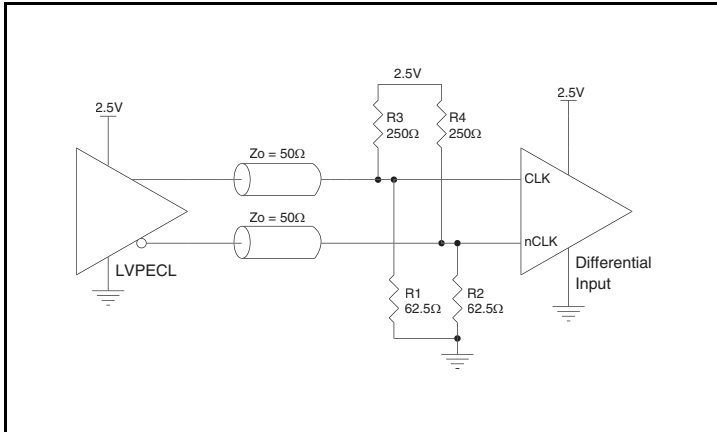 2.5V
2.5V
2.5V
R3
250Ω
R4
250Ω
Zo = 50Ω
CLK
Zo = 50Ω
nCLK
LVPECL
Differential
Input
R1
62.5Ω
R2
62.5Ω